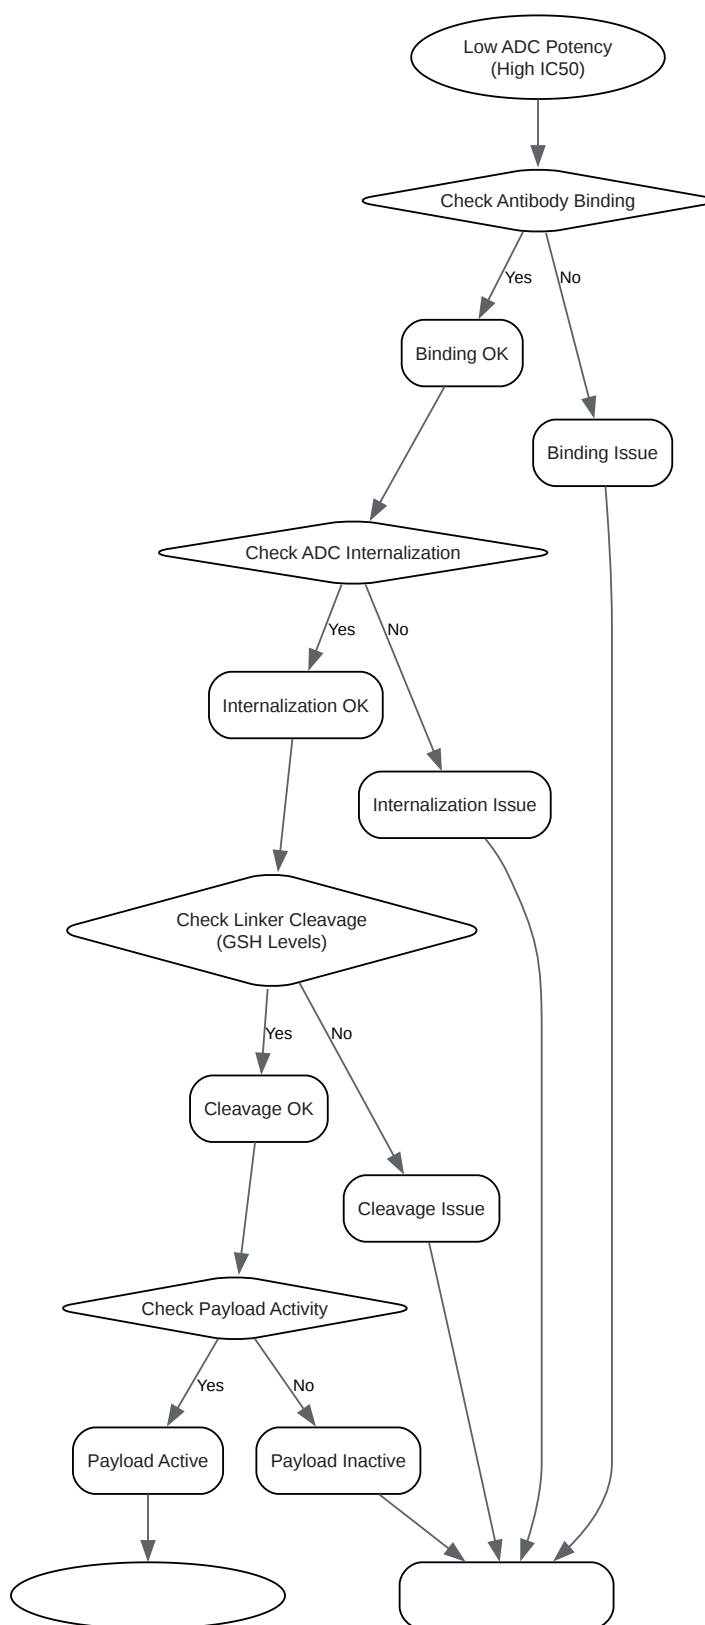 Low ADC Potency
(High IC50)
Check Antibody Binding
Yes
No
Binding OK
Binding Issue
Check ADC Internalization
Yes
No
Internalization OK
Internalization Issue
Check Linker Cleavage
(GSH Levels)
Yes
No
Cleavage OK
Cleavage Issue
Check Payload Activity
Yes
No
Payload Active
Payload Inactive